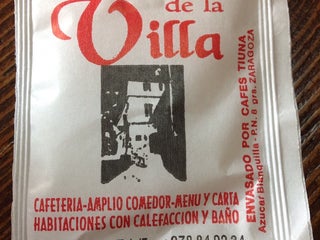 de la
Villa
CAFETERIA-AMPLIO COMEDOR-MENU Y CARTA
HABITACIONES CON CALEFACCION Y BAÑO
ENVASADO POR CAFES TIUNA
Azucar Blanquilla - P.N. 8 grs. ZARAGOZA